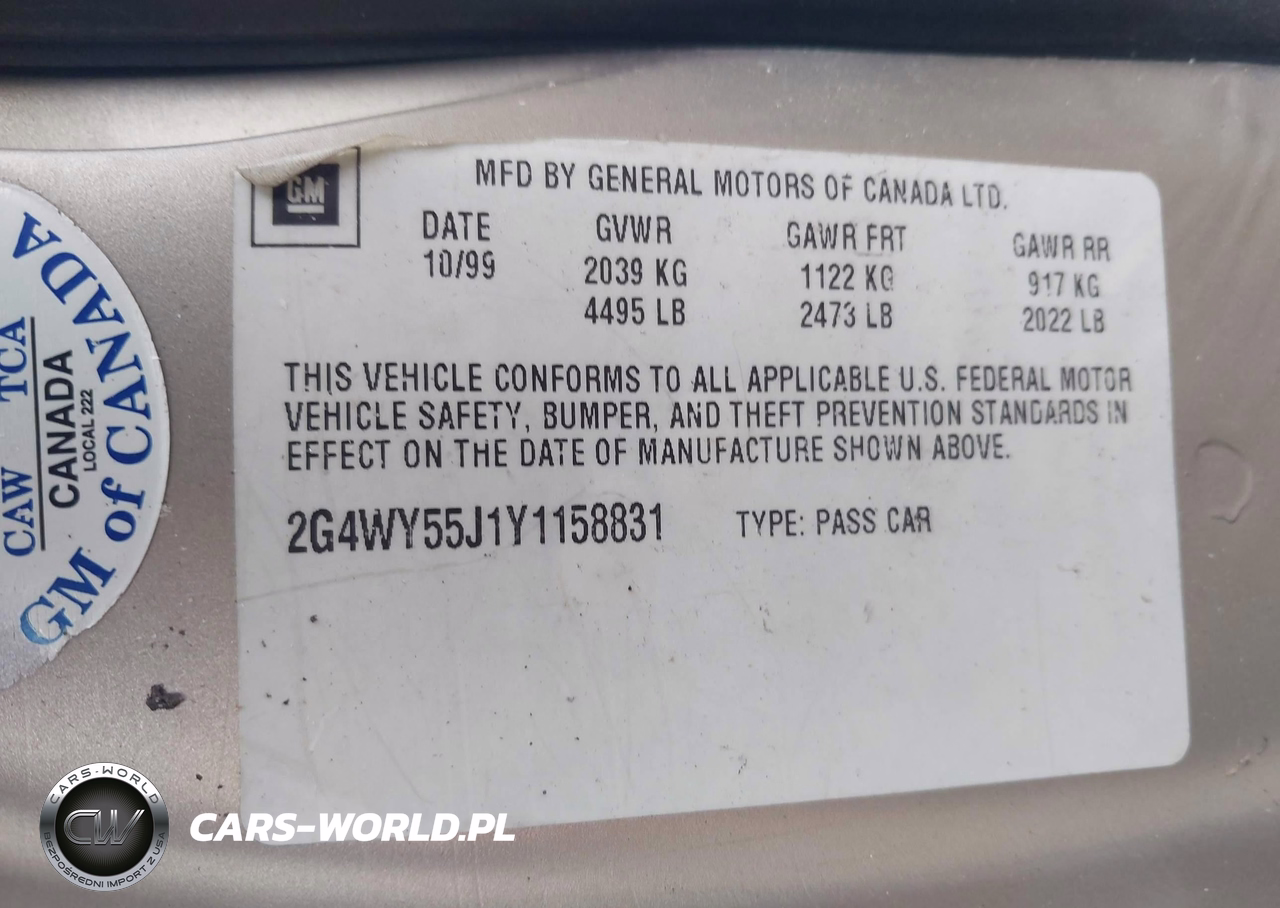 GM
MFD BY GENERAL MOTORS OF CANADA LTD.
DATE GVWR GAWR FRT GAWR RR
10/99 2039 KG 1122 KG 917 KG
4495 LB 2473 LB 2022 LB
THIS VEHICLE CONFORMS TO ALL APPLICABLE U.S. FEDERAL MOTOR
VEHICLE SAFETY, BUMPER, AND THEFT PREVENTION STANDARDS IN
EFFECT ON THE DATE OF MANUFACTURE SHOWN ABOVE.
2G4WY55J1Y1158831 TYPE: PASS CAR
CAW TCA
CANADA
LOCAL 222
GM of CANADA
CARS-WORLD
CW
BEZPOŚREDNI IMPORT Z USA
CARS-WORLD.PL